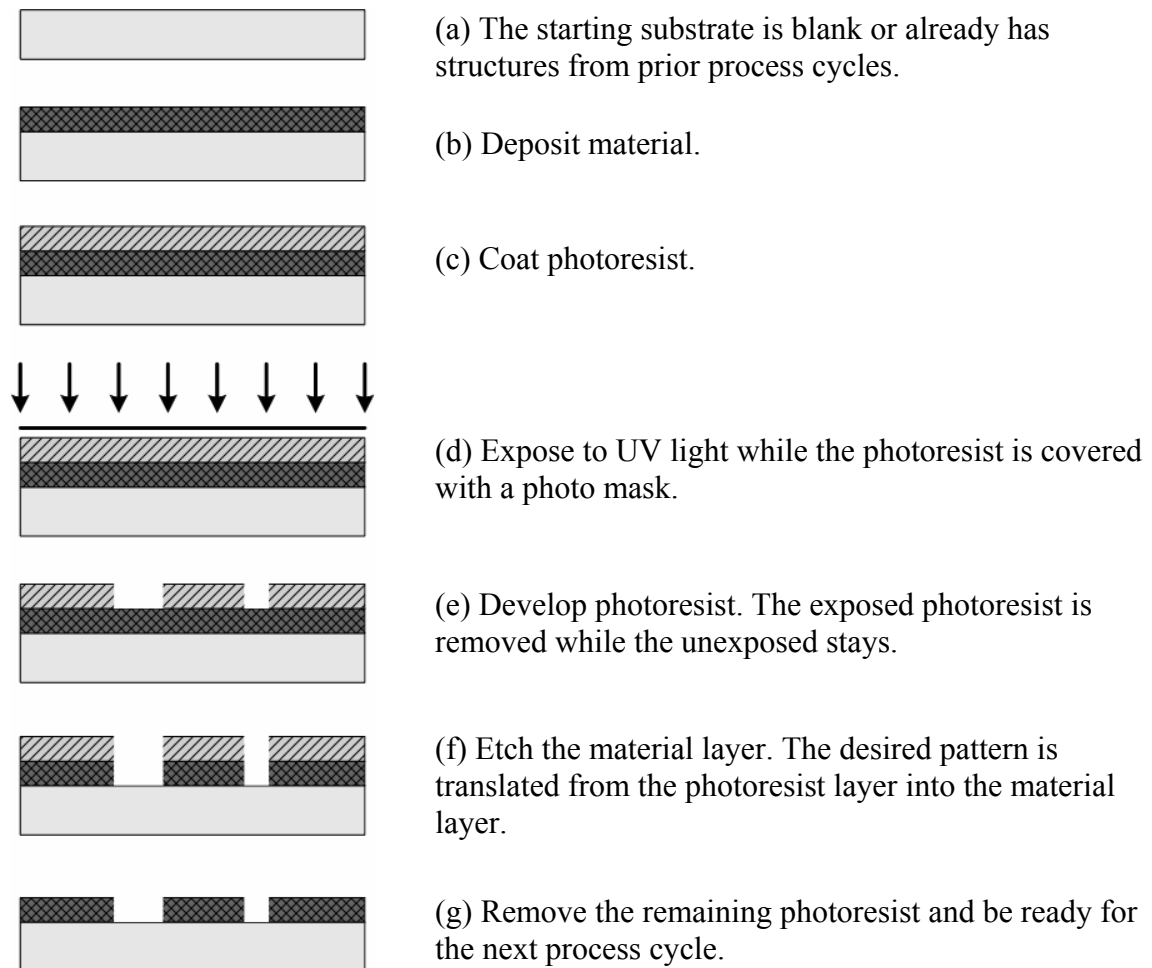 (a) The starting substrate is blank or already has
structures from prior process cycles.
(b) Deposit material.
(c) Coat photoresist.
(d) Expose to UV light while the photoresist is covered
with a photo mask.
(e) Develop photoresist. The exposed photoresist is
removed while the unexposed stays.
(f) Etch the material layer. The desired pattern is
translated from the photoresist layer into the material
layer.
(g) Remove the remaining photoresist and be ready for
the next process cycle.